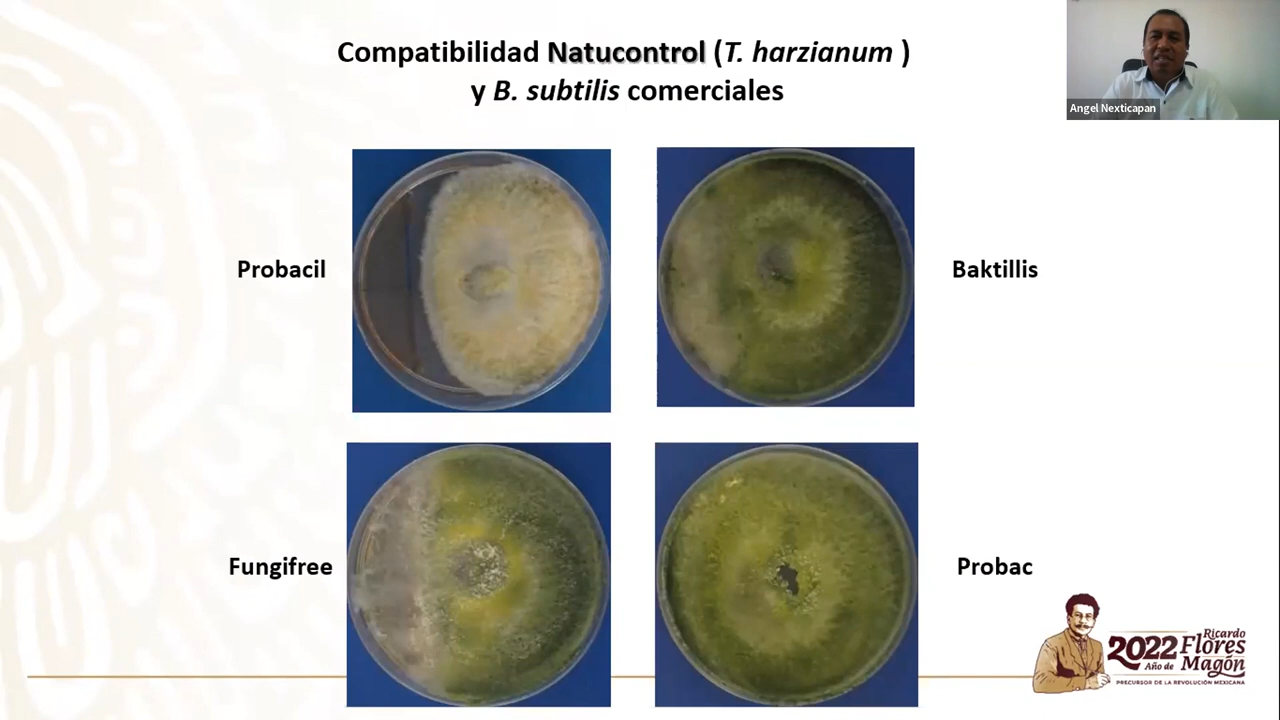 Compatibilidad Natucontrol (T. harzianum )
y B. subtilis comerciales
Angel Nexticapan
Probacil
Baktillis
Fungifree
Probac
2022 Ricardo Flores Magón
Año de
PRECURSOR DE LA REVOLUCIÓN MEXICANA